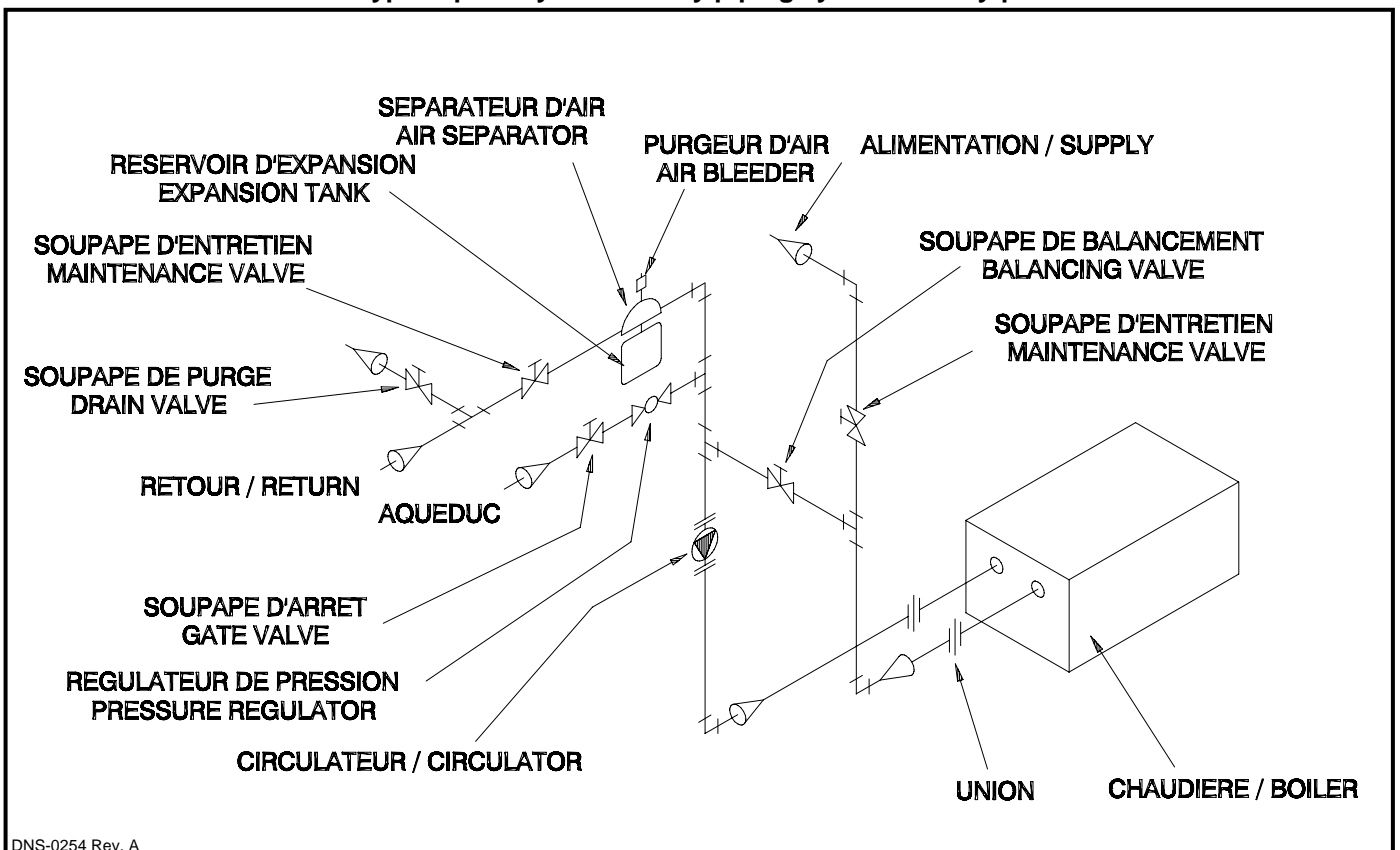 SEPARATEUR D'AIR
AIR SEPARATOR
PURGEUR D'AIR
AIR BLEEDER
ALIMENTATION / SUPPLY
RESERVOIR D'EXPANSION
EXPANSION TANK
SOUPAPE D'ENTRETIEN
MAINTENANCE VALVE
SOUPAPE DE BALANCEMENT
BALANCING VALVE
SOUPAPE D'ENTRETIEN
MAINTENANCE VALVE
SOUPAPE DE PURGE
DRAIN VALVE
RETOUR / RETURN
AQUEDUC
SOUPAPE D'ARRET
GATE VALVE
REGULATEUR DE PRESSION
PRESSURE REGULATOR
CIRCULATEUR / CIRCULATOR
UNION
CHAUDIERE / BOILER
DNS-0254 Rev. A